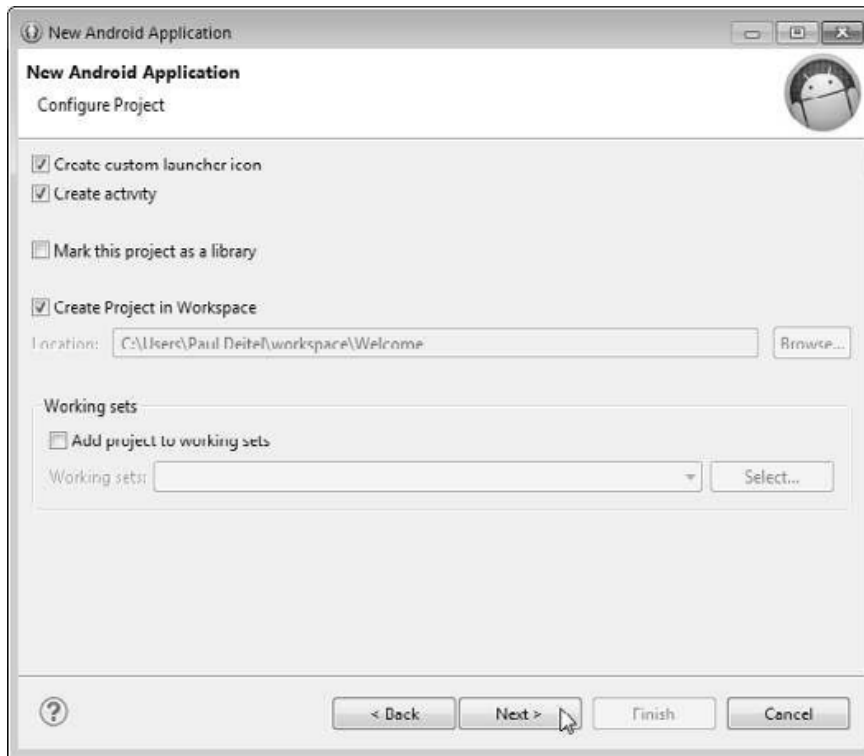 New Android Application
New Android Application
Configure Project
Create custom launcher icon
Create activity
Mark this project as a library
Create Project in Workspace
Location: C:\Users\Paul Deitel\workspace\Welcome Browse...
Working sets
Add project to working sets
Working sets: Select...
?
< Back Next > Finish Cancel